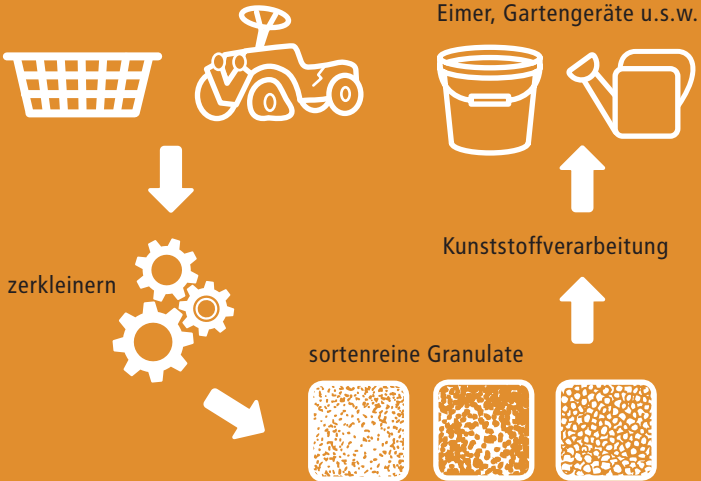 Eimer, Gartengeräte u.s.w.
zerkleinern
Kunststoffverarbeitung
sortenreine Granulate